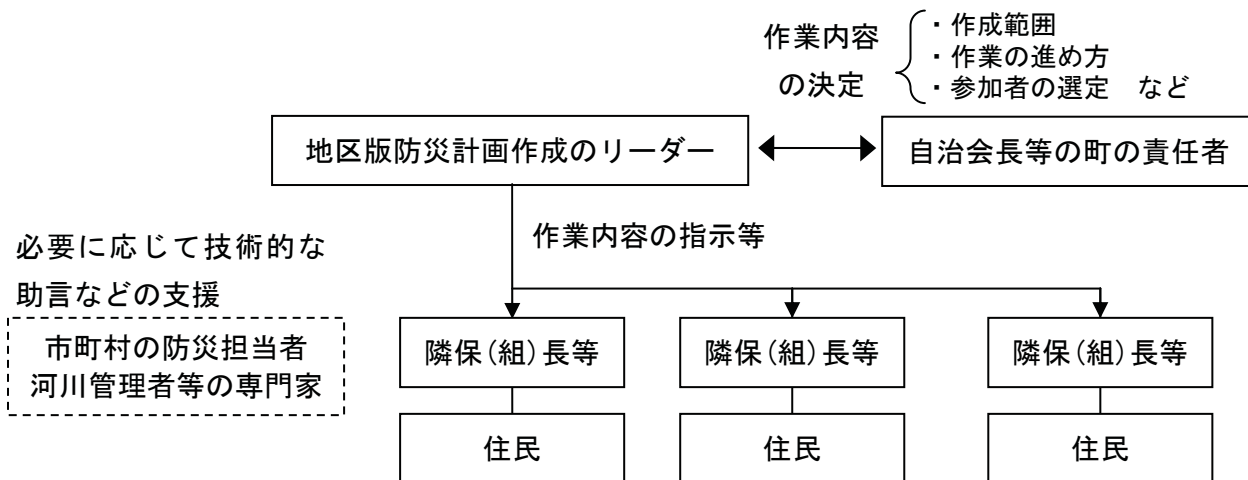 作業内容
の決定
・作成範囲
・作業の進め方
・参加者の選定　など
地区版防災計画作成のリーダー
自治会長等の町の責任者
作業内容の指示等
必要に応じて技術的な
助言などの支援
市町村の防災担当者
河川管理者等の専門家
隣保(組)長等
隣保(組)長等
隣保(組)長等
住民
住民
住民